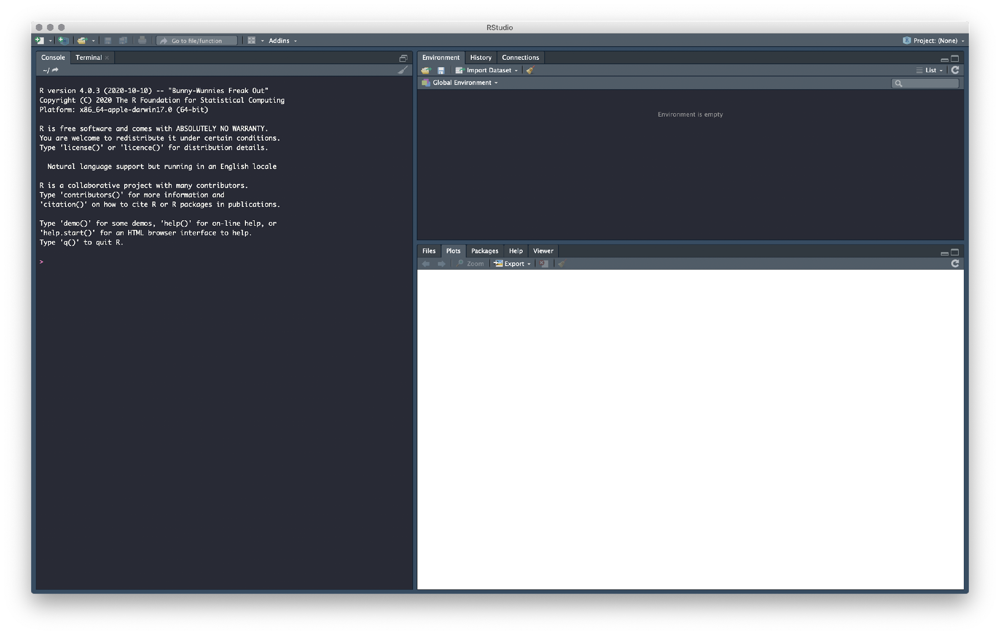 RStudio
Go to file/function
Addins
Project: (None)
Console Terminal
~/
R version 4.0.3 (2020-10-10) -- "Bunny-Wunnies Freak Out"
Copyright (C) 2020 The R Foundation for Statistical Computing
Platform: x86_64-apple-darwin17.0 (64-bit)
R is free software and comes with ABSOLUTELY NO WARRANTY.
You are welcome to redistribute it under certain conditions.
Type 'license()' or 'licence()' for distribution details.
Natural language support but running in an English locale
R is a collaborative project with many contributors.
Type 'contributors()' for more information and
'citation()' on how to cite R or R packages in publications.
Type 'demo()' for some demos, 'help()' for on-line help, or
'help.start()' for an HTML browser interface to help.
Type 'q()' to quit R.
>
Environment History Connections
Import Dataset
List
Global Environment
Environment is empty
Files Plots Packages Help Viewer
Zoom Export